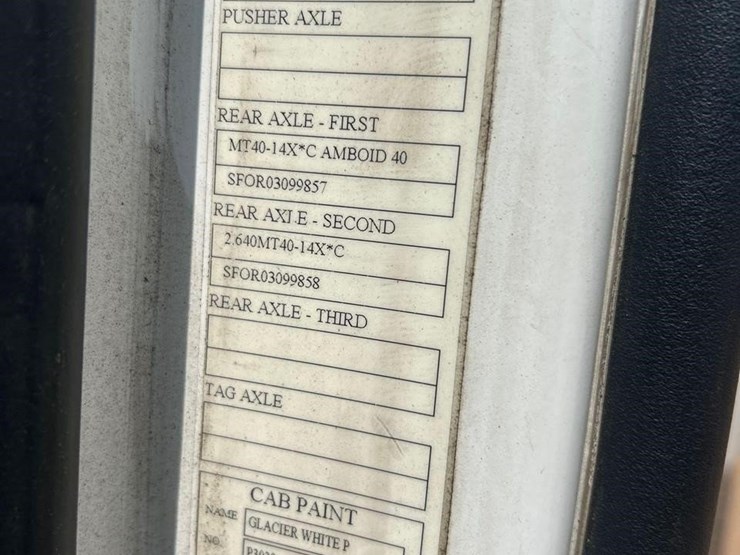 PUSHER AXLE
REAR AXLE - FIRST
MT40-14X*C AMBOID 40
SFOR03099857
REAR AXLE - SECOND
2.640MT40-14X*C
SFOR03099858
REAR AXLE - THIRD
TAG AXLE
CAB PAINT
NAME GLACIER WHITE P
NO.